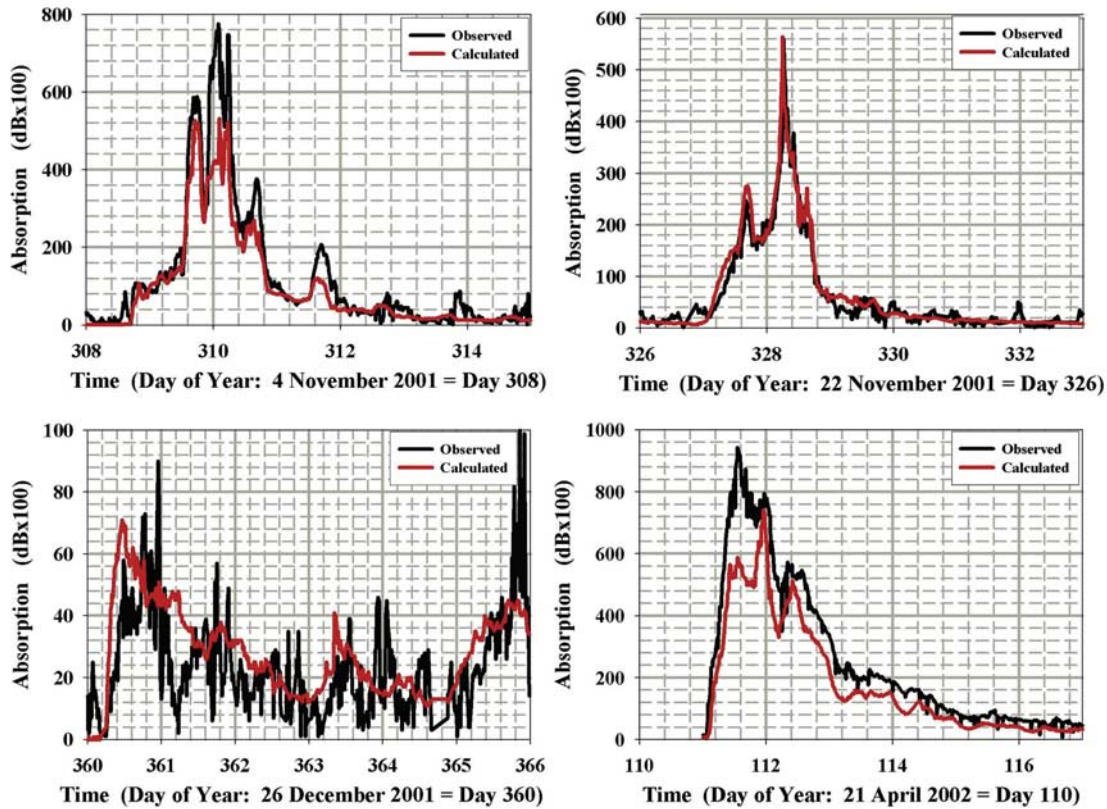 800
600
400
200
0
Absorption (dBx100)
Observed
Calculated
308 310 312 314
Time (Day of Year: 4 November 2001 = Day 308)
600
500
400
300
200
100
0
Absorption (dBx100)
Observed
Calculated
326 328 330 332
Time (Day of Year: 22 November 2001 = Day 326)
100
80
60
40
20
0
Absorption (dBx100)
Observed
Calculated
360 361 362 363 364 365 366
Time (Day of Year: 26 December 2001 = Day 360)
1000
800
600
400
200
0
Absorption (dBx100)
Observed
Calculated
110 112 114 116
Time (Day of Year: 21 April 2002 = Day 110)